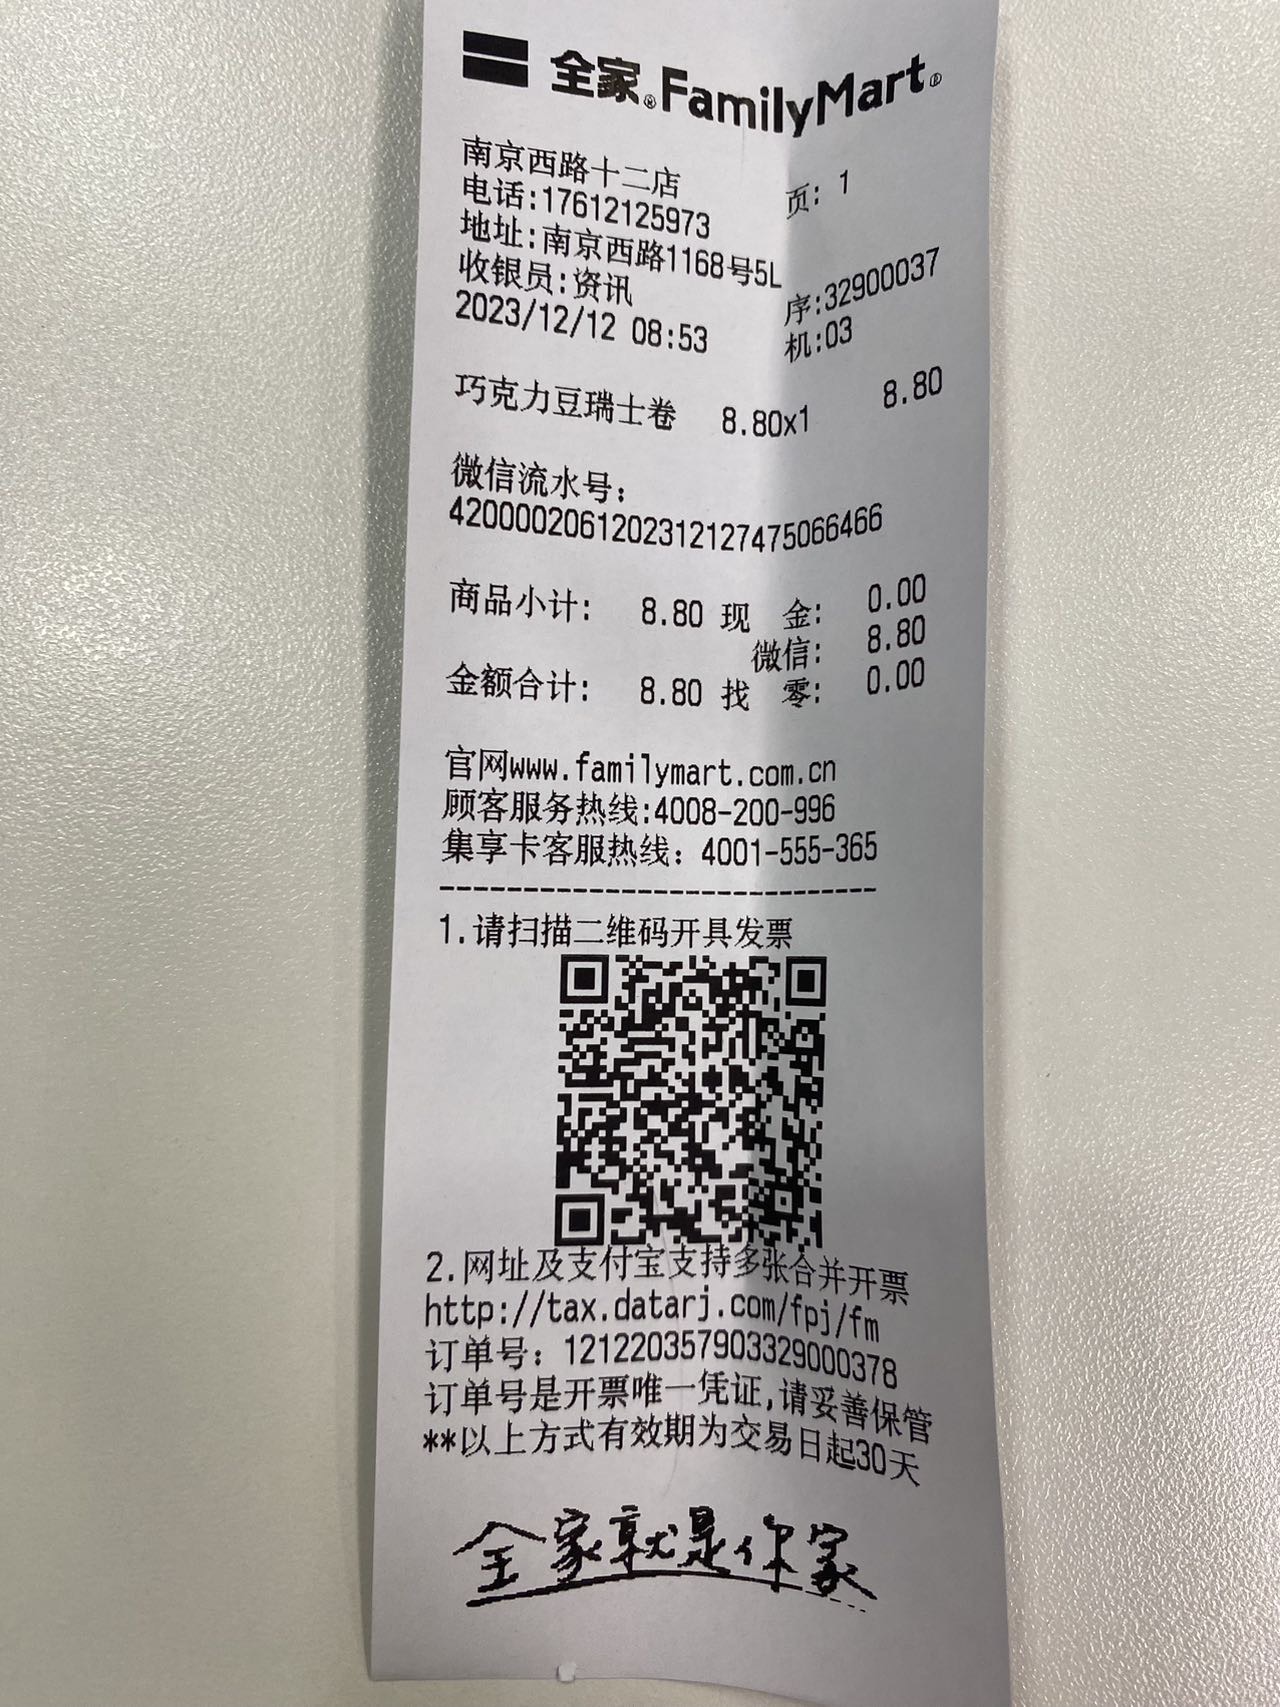 全家®FamilyMart®
南京西路十二店 页: 1
电话:17612125973
地址:南京西路1168号5L
收银员:资讯 序:32900037
2023/12/12 08:53 机:03
巧克力豆瑞士卷 8.80x1 8.80
微信流水号:
4200002061202312127475066466
商品小计: 8.80 现 金: 0.00
微信: 8.80
金额合计: 8.80 找 零: 0.00
官网www.familymart.com.cn
顾客服务热线:4008-200-996
集享卡客服热线: 4001-555-365
----------------------------
1.请扫描二维码开具发票
2.网址及支付宝支持多张合并开票
http://tax.datarj.com/fpj/fm
订单号: 1212203579033329000378
订单号是开票唯一凭证,请妥善保管
**以上方式有效期为交易日起30天
全家就是你家